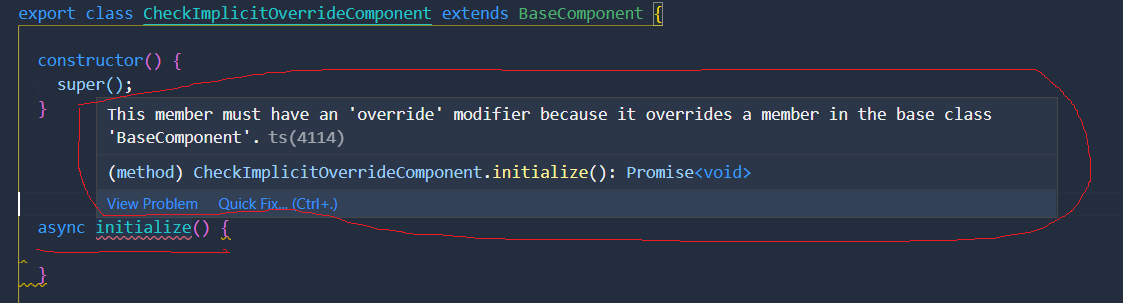 export class CheckImplicitOverrideComponent extends BaseComponent {
constructor() {
super();
}
This member must have an 'override' modifier because it overrides a member in the base class
'BaseComponent'. ts(4114)
(method) CheckImplicitOverrideComponent.initialize(): Promise<void>
View Problem Quick Fix... (Ctrl+.)
async initialize() {
}